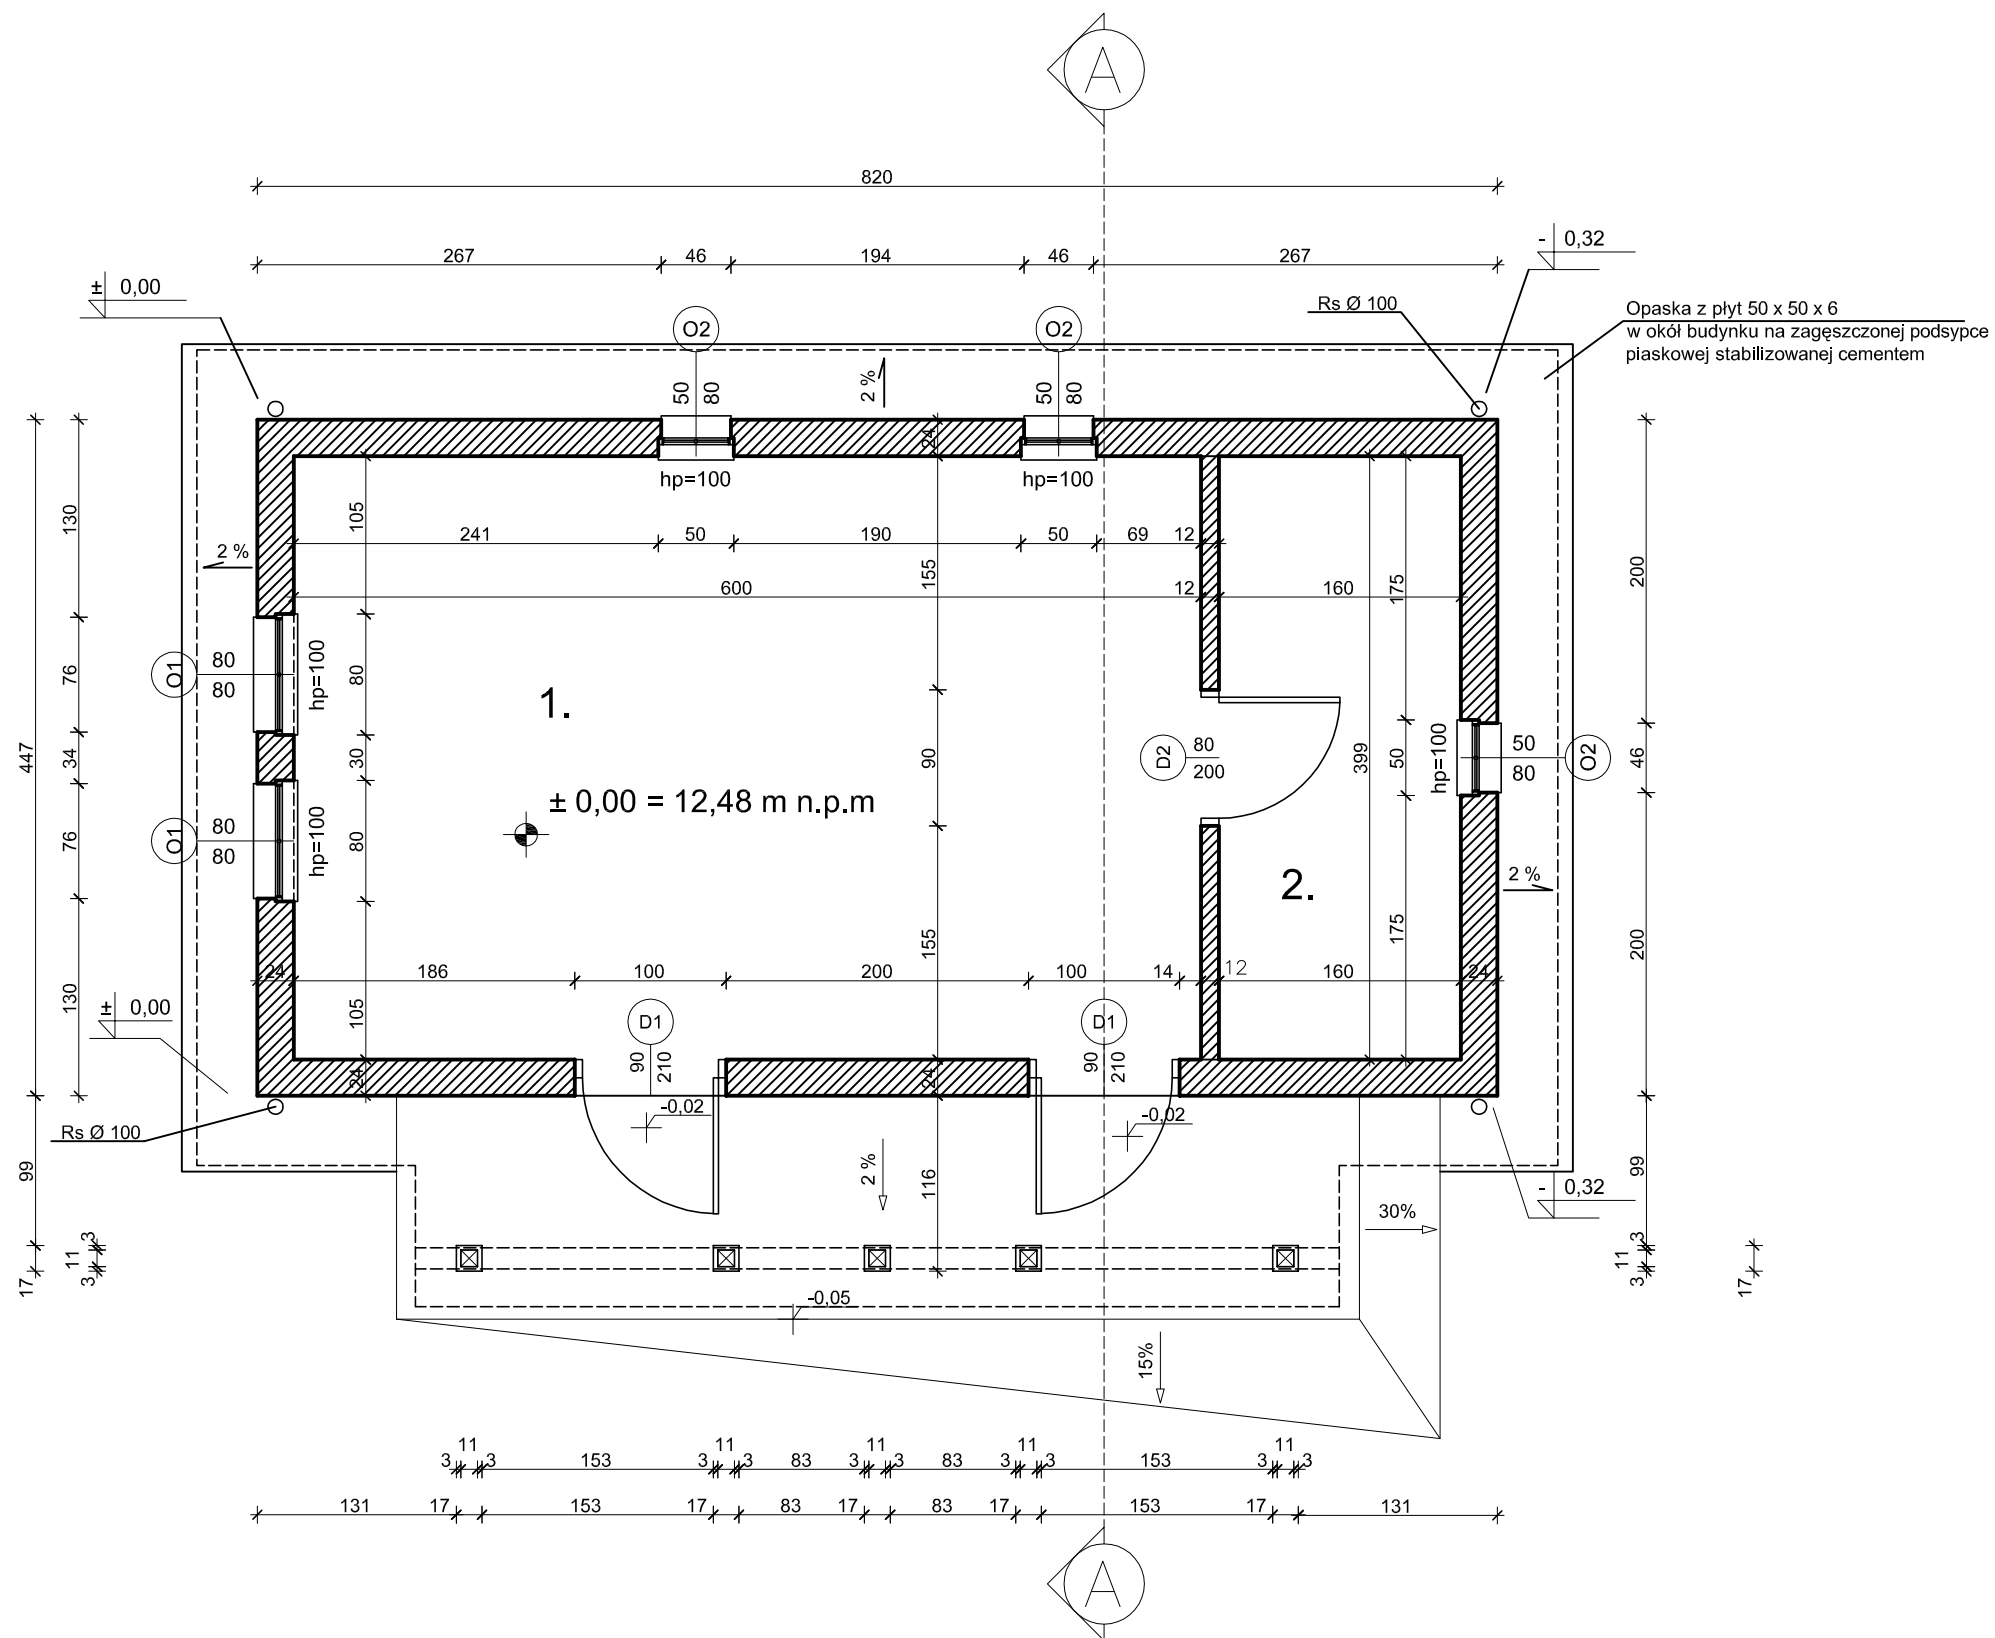 A
820
267 46 194 46 267
± 0,00
- 0,32
Rs Ø 100
Opaska z płyt 50 x 50 x 6
w okół budynku na zagęszczonej podsypce
piaskowej stabilizowanej cementem
O2
50
80
O2
50
80
2 %
24
hp=100
hp=100
447
130
76
34
76
130
2 %
105
80
30
80
105
24
241 50 190 50 69 12
600 12 160
155
90
155
24
116
175
50
175
399
200
46
200
O1
80
80
hp=100
O1
80
80
hp=100
1.
± 0,00 = 12,48 m n.p.m
D2
80
200
hp=100
50
80
O2
2.
2 %
24 186 100 200 100 14 12 160 24
± 0,00
D1
90
210
D1
90
210
-0,02
-0,02
Rs Ø 100
2 %
99
3
11
3
17
30%
- 0,32
99
3
11
3
17
-0,05
15%
11 11 11 11
3 3 153 3 3 83 3 3 83 3 3 153 3 3
131 17 153 17 83 17 83 17 153 17 131
A